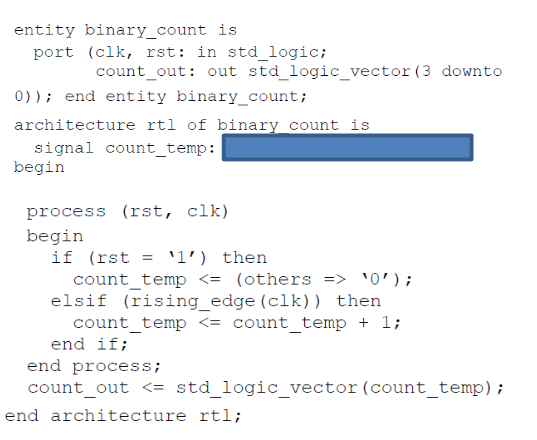 entity binary_count is
port (clk, rst: in std_logic;
count_out: out std_logic_vector(3 downto
0)); end entity binary_count;
architecture rtl of binary_count is
signal count_temp:
begin
process (rst, clk)
begin
if (rst = ‘1’) then
count_temp <= (others => ‘0’);
elsif (rising_edge(clk)) then
count_temp <= count_temp + 1;
end if;
end process;
count_out <= std_logic_vector(count_temp);
end architecture rtl;